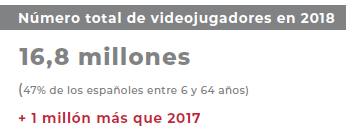 Número total de videojugadores en 2018
16,8 millones
(47% de los españoles entre 6 y 64 años)
+ 1 millón más que 2017